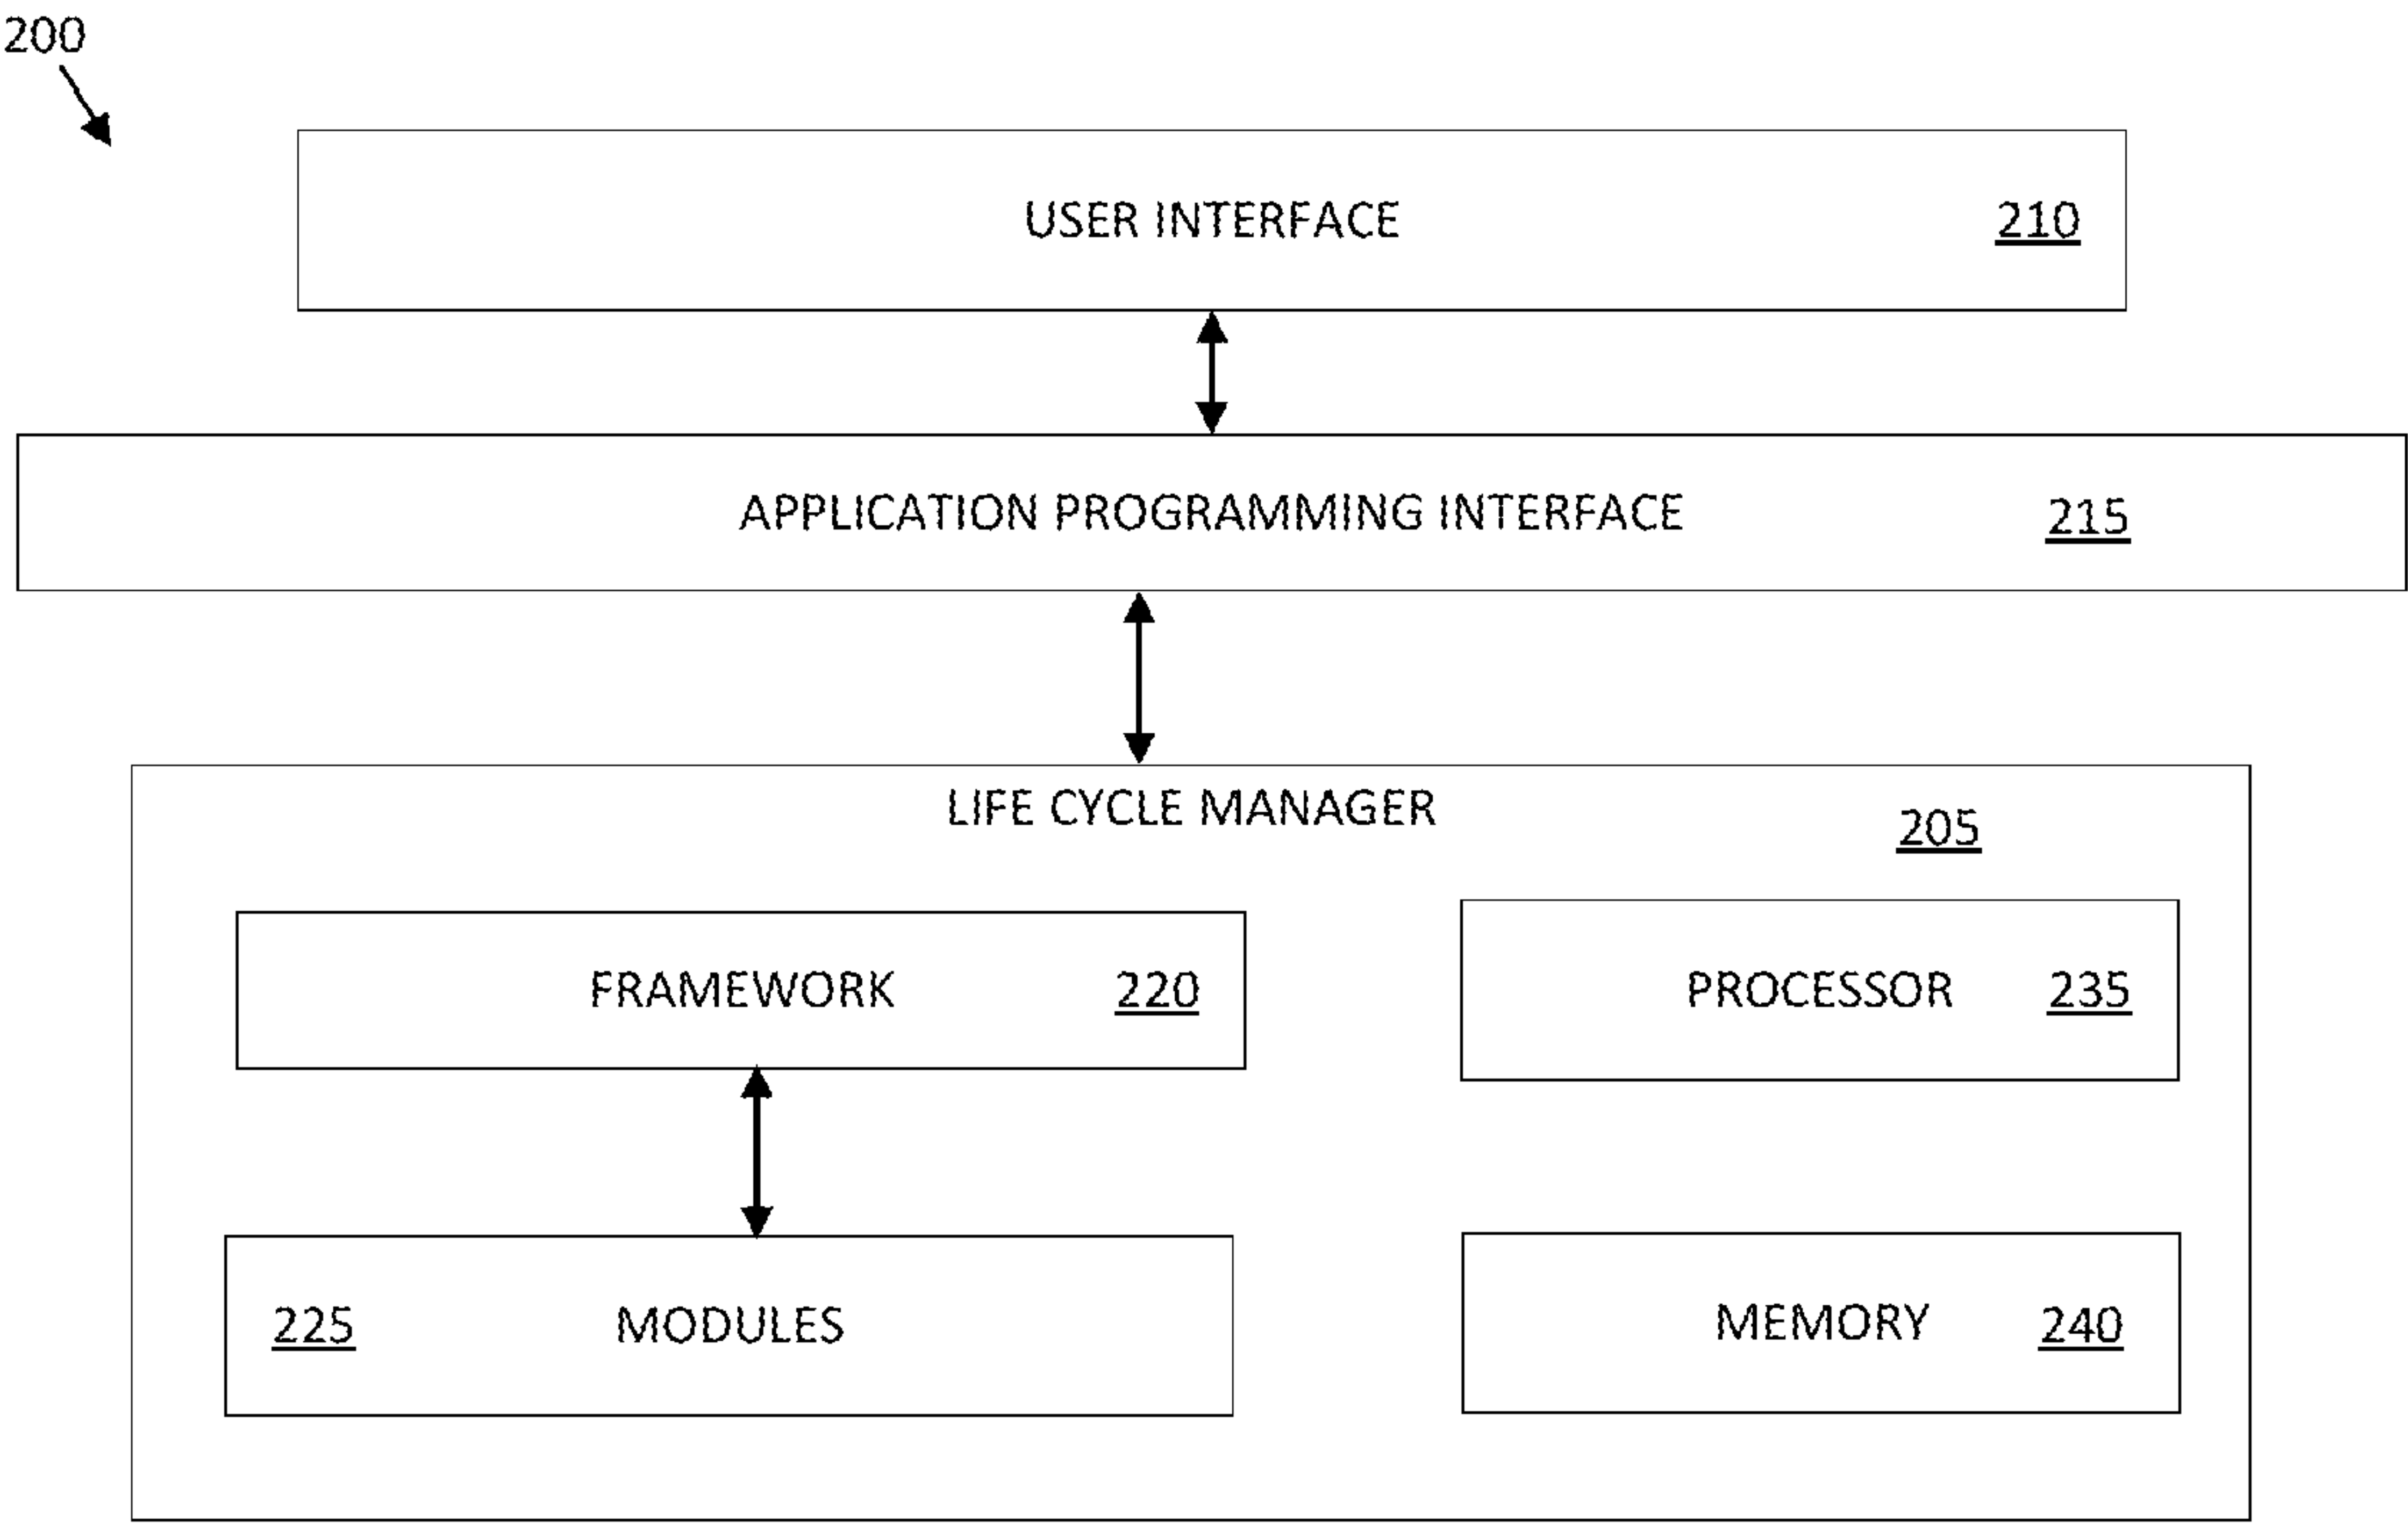 200
USER INTERFACE 210
APPLICATION PROGRAMMING INTERFACE 215
LIFE CYCLE MANAGER
205
FRAMEWORK 220
PROCESSOR 235
225 MODULES
MEMORY 240